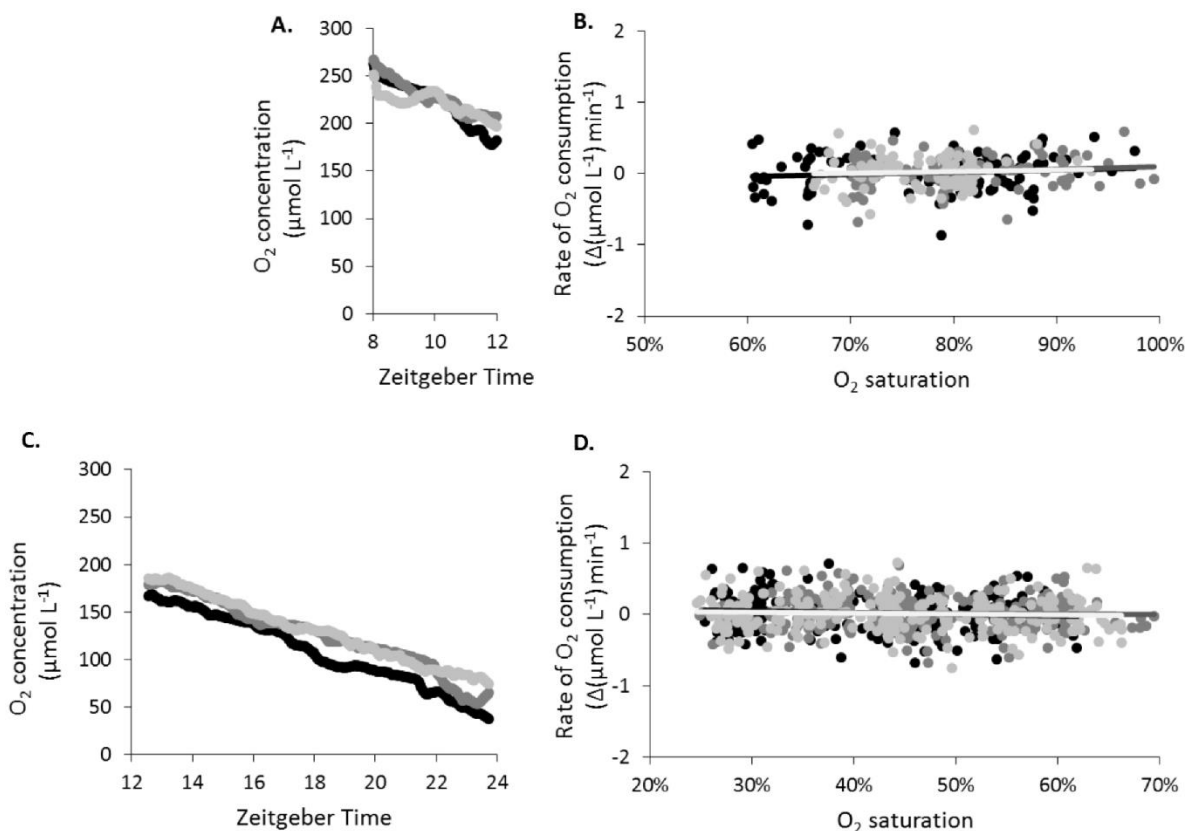 A.
300
250
200
150
100
50
0
O₂ concentration
(µmol L⁻¹)
8 10 12
Zeitgeber Time
B.
2
1
0
-1
-2
Rate of O₂ consumption
(Δ(µmol L⁻¹) min⁻¹)
50% 60% 70% 80% 90% 100%
O₂ saturation
C.
300
250
200
150
100
50
0
O₂ concentration
(µmol L⁻¹)
12 14 16 18 20 22 24
Zeitgeber Time
D.
2
1
0
-1
-2
Rate of O₂ consumption
(Δ(µmol L⁻¹) min⁻¹)
20% 30% 40% 50% 60% 70%
O₂ saturation